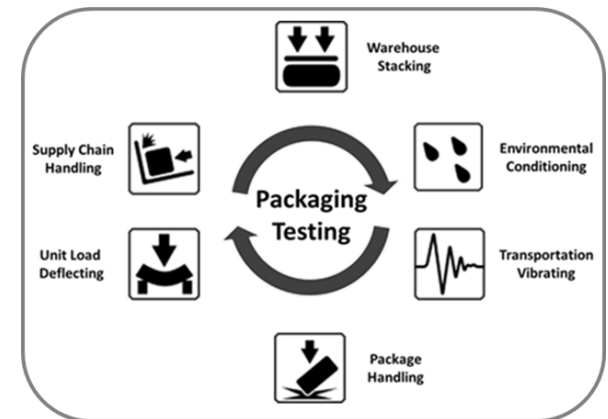 Warehouse
Stacking
Supply Chain
Handling
Environmental
Conditioning
Packaging
Testing
Unit Load
Deflecting
Transportation
Vibrating
Package
Handling